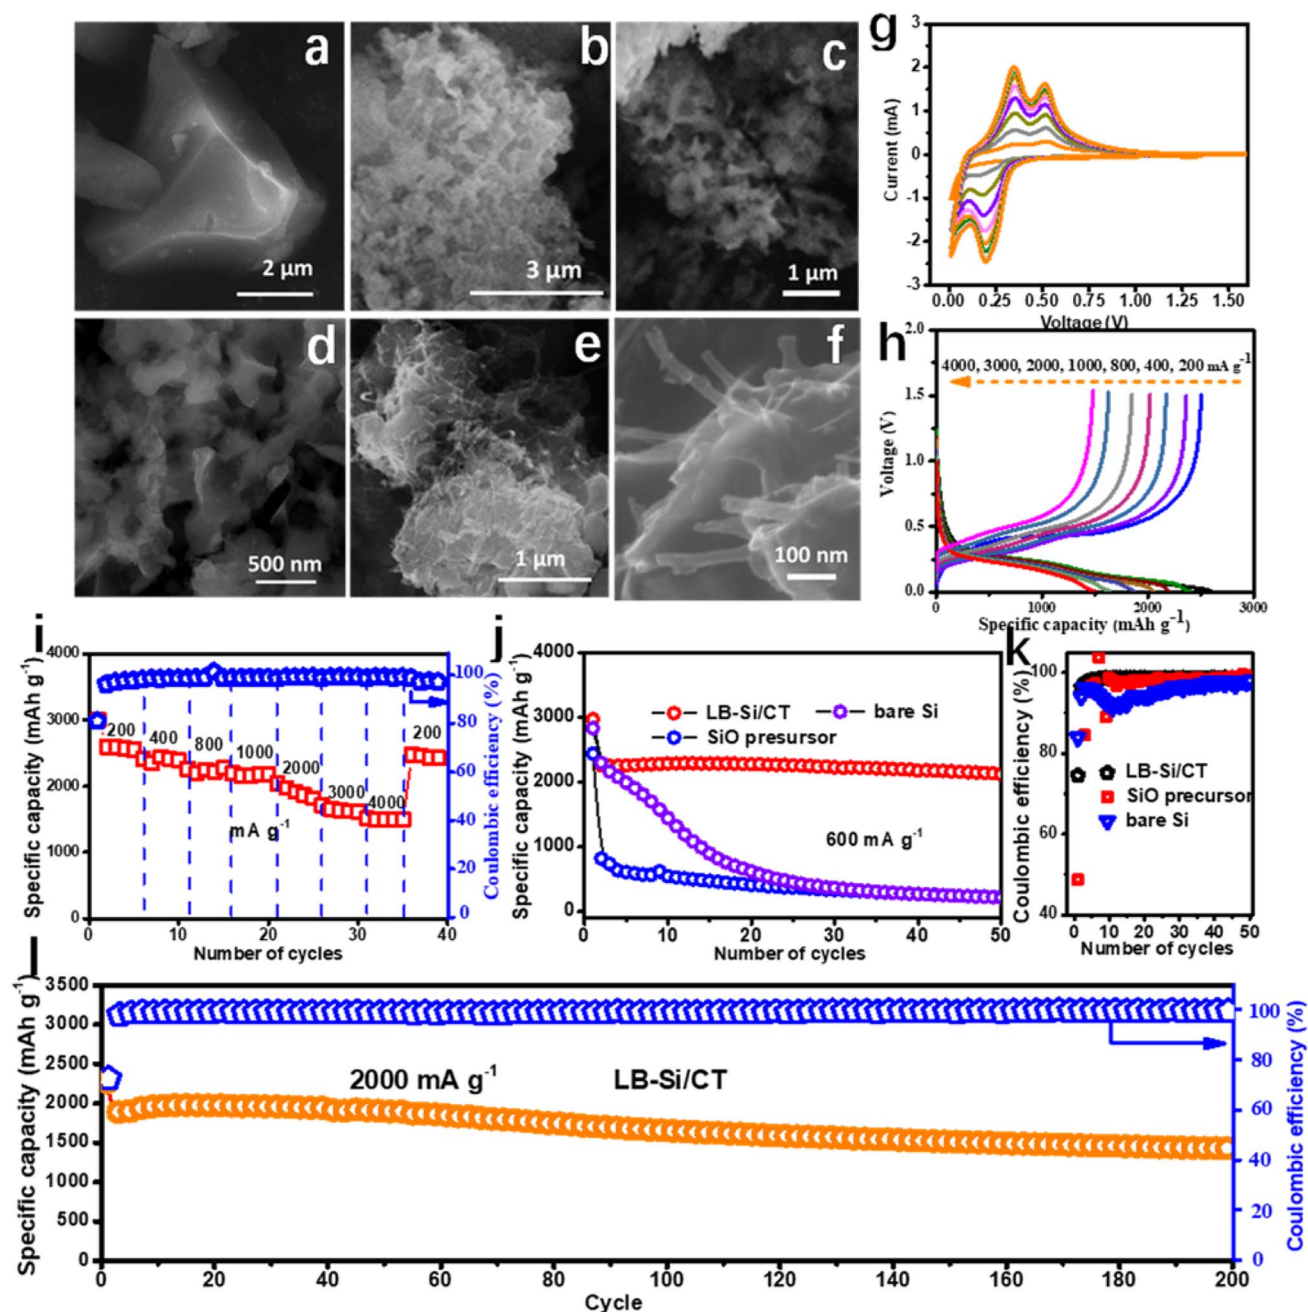 a
2 μm
b
3 μm
c
1 μm
d
500 nm
e
1 μm
f
100 nm
g
3
2
1
0
-1
-2
-3
Current (mA)
0.00 0.25 0.50 0.75 1.00 1.25 1.50
Voltage (V)
h
2.0
1.5
1.0
0.5
0.0
Voltage (V)
4000, 3000, 2000, 1000, 800, 400, 200 mA g-1
0 1000 2000 3000
Specific capacity (mAh g-1)
i
4000
3000
2000
1000
0
Specific capacity (mAh g-1)
200
400
800
1000
2000
3000
4000
200
mA g-1
100
80
60
40
20
0
Coulombic efficiency (%)
0 10 20 30 40
Number of cycles
j
4000
3000
2000
1000
0
Specific capacity (mAh g-1)
LB-Si/CT
bare Si
SiO presursor
600 mA g-1
0 10 20 30 40 50
Number of cycles
k
100
80
60
40
Coulombic efficiency (%)
LB-Si/CT
SiO precursor
bare Si
0 10 20 30 40 50
Number of cycles
l
3500
3000
2500
2000
1500
1000
500
0
Specific capacity (mAh g-1)
2000 mA g-1
LB-Si/CT
100
80
60
40
20
0
Coulombic efficiency (%)
0 20 40 60 80 100 120 140 160 180 200
Cycle